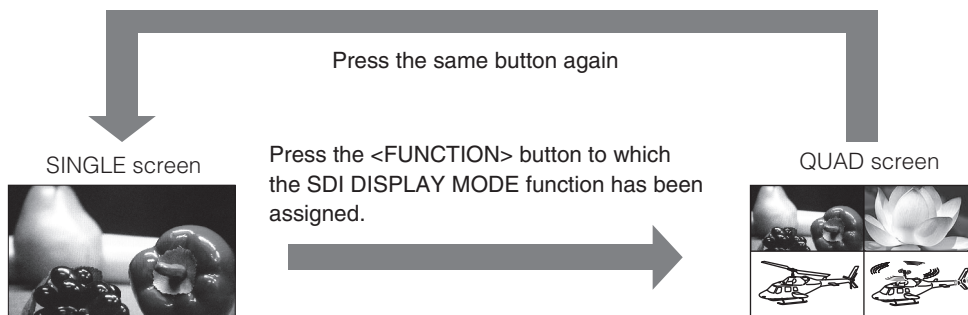 Press the same button again
SINGLE screen
Press the <FUNCTION> button to which
the SDI DISPLAY MODE function has been
assigned.
QUAD screen